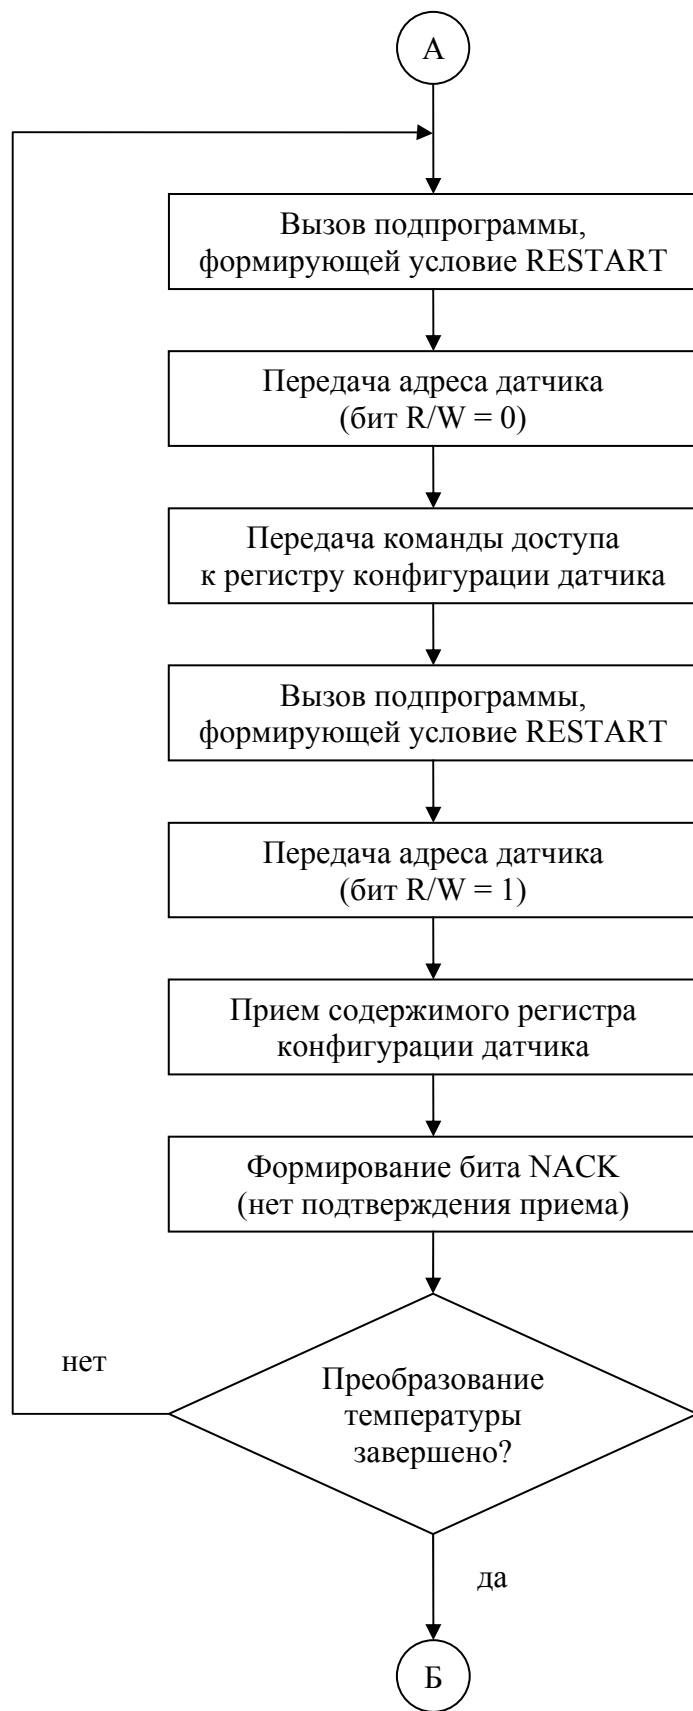 А
Вызов подпрограммы,
формирующей условие RESTART
Передача адреса датчика
(бит R/W = 0)
Передача команды доступа
к регистру конфигурации датчика
Вызов подпрограммы,
формирующей условие RESTART
Передача адреса датчика
(бит R/W = 1)
Прием содержимого регистра
конфигурации датчика
Формирование бита NACK
(нет подтверждения приема)
нет
Преобразование
температуры
завершено?
да
Б